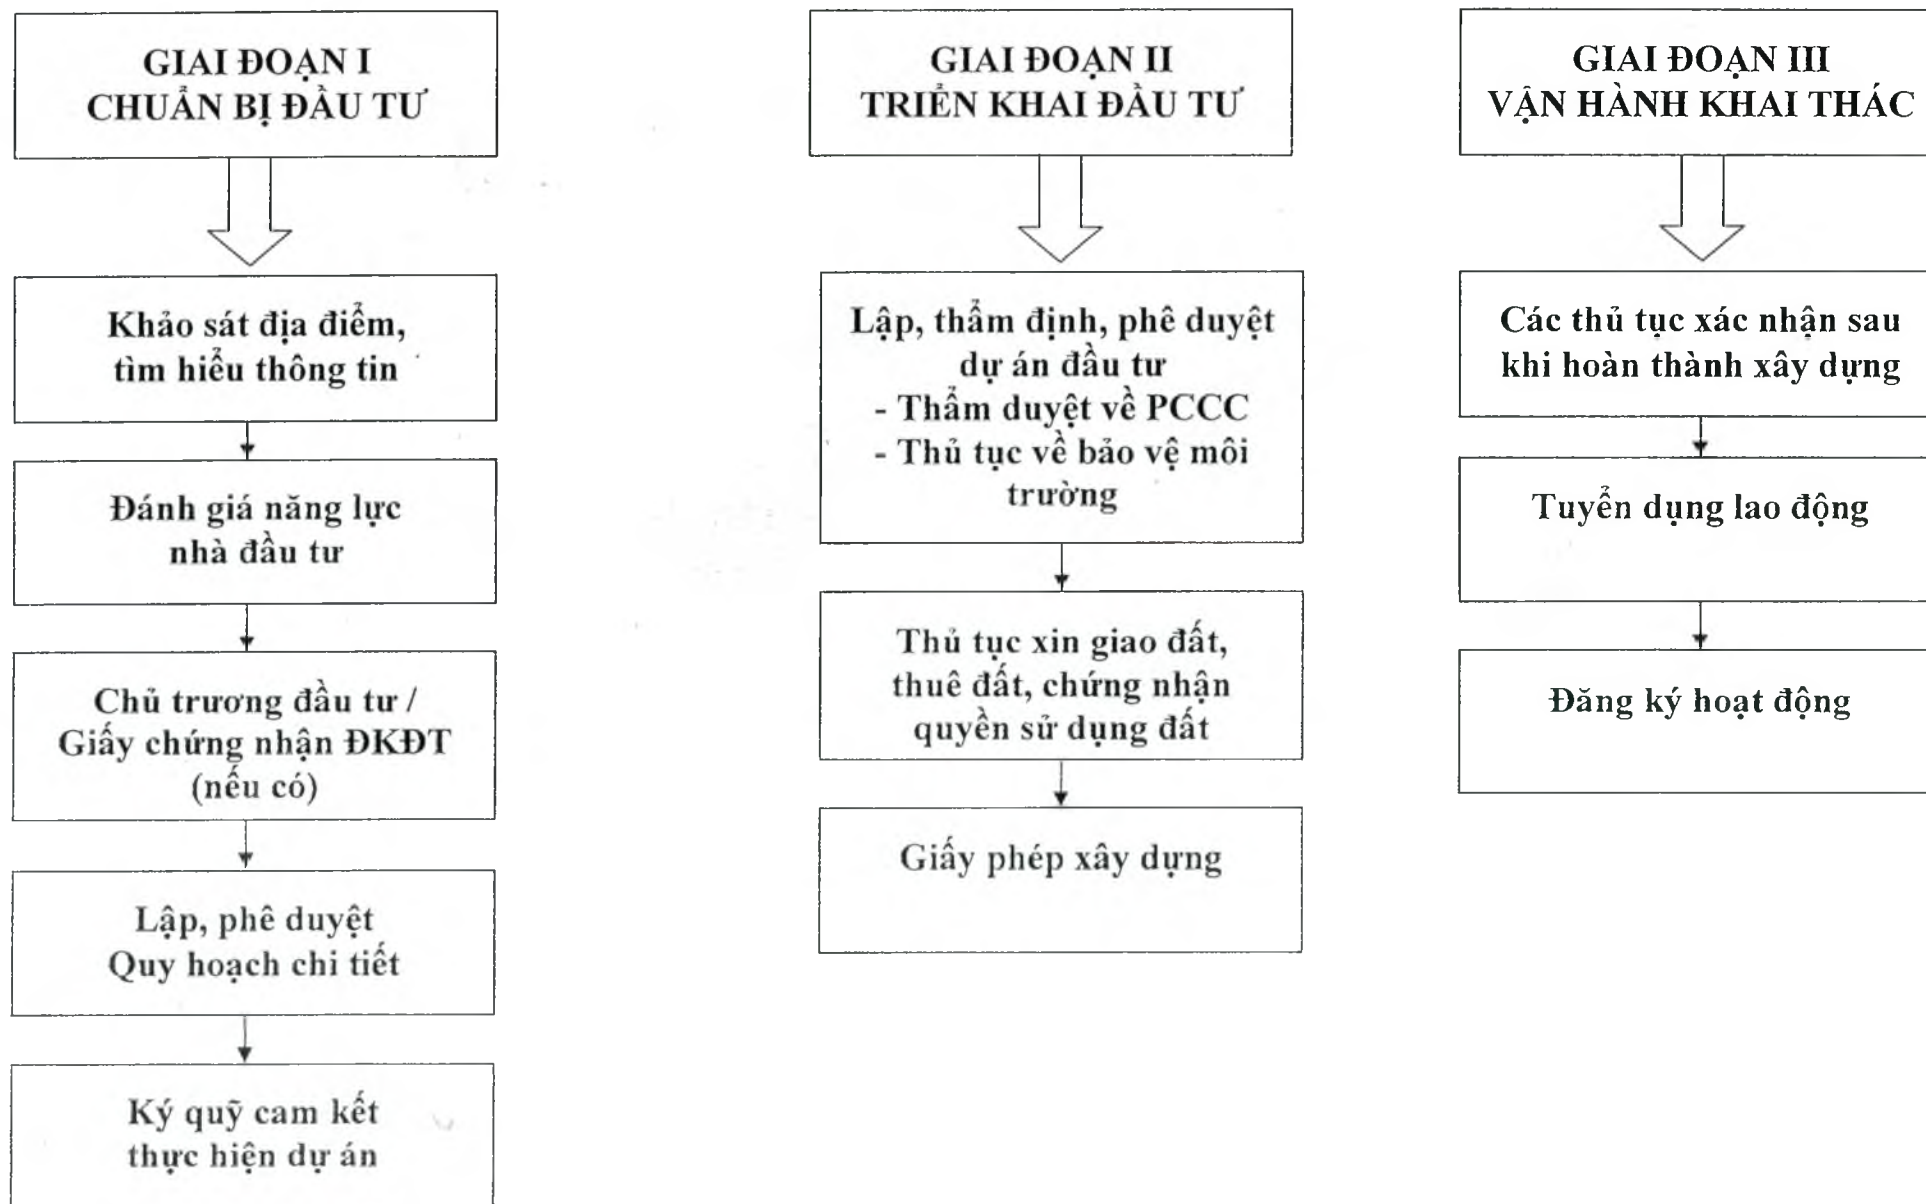 GIAI ĐOẠN I
CHUẨN BỊ ĐẦU TƯ
Khảo sát địa điểm,
tìm hiểu thông tin
Đánh giá năng lực
nhà đầu tư
Chủ trương đầu tư /
Giấy chứng nhận ĐKĐT
(nếu có)
Lập, phê duyệt
Quy hoạch chi tiết
Ký quỹ cam kết
thực hiện dự án
GIAI ĐOẠN II
TRIỂN KHAI ĐẦU TƯ
Lập, thẩm định, phê duyệt
dự án đầu tư
- Thẩm duyệt về PCCC
- Thủ tục về bảo vệ môi
trường
Thủ tục xin giao đất,
thuê đất, chứng nhận
quyền sử dụng đất
Giấy phép xây dựng
GIAI ĐOẠN III
VẬN HÀNH KHAI THÁC
Các thủ tục xác nhận sau
khi hoàn thành xây dựng
Tuyển dụng lao động
Đăng ký hoạt động